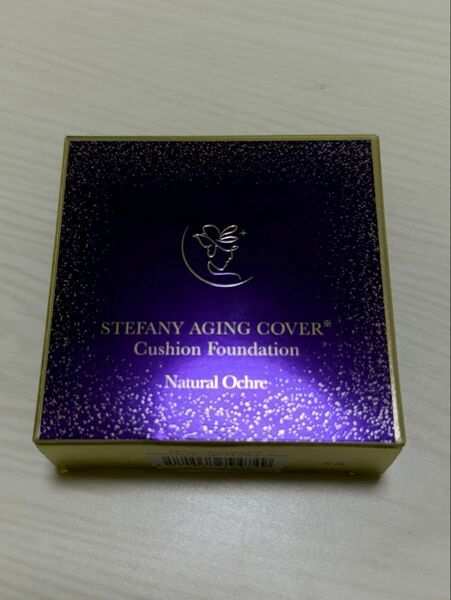 STEFANY AGING COVER※
Cushion Foundation
Natural Ochre